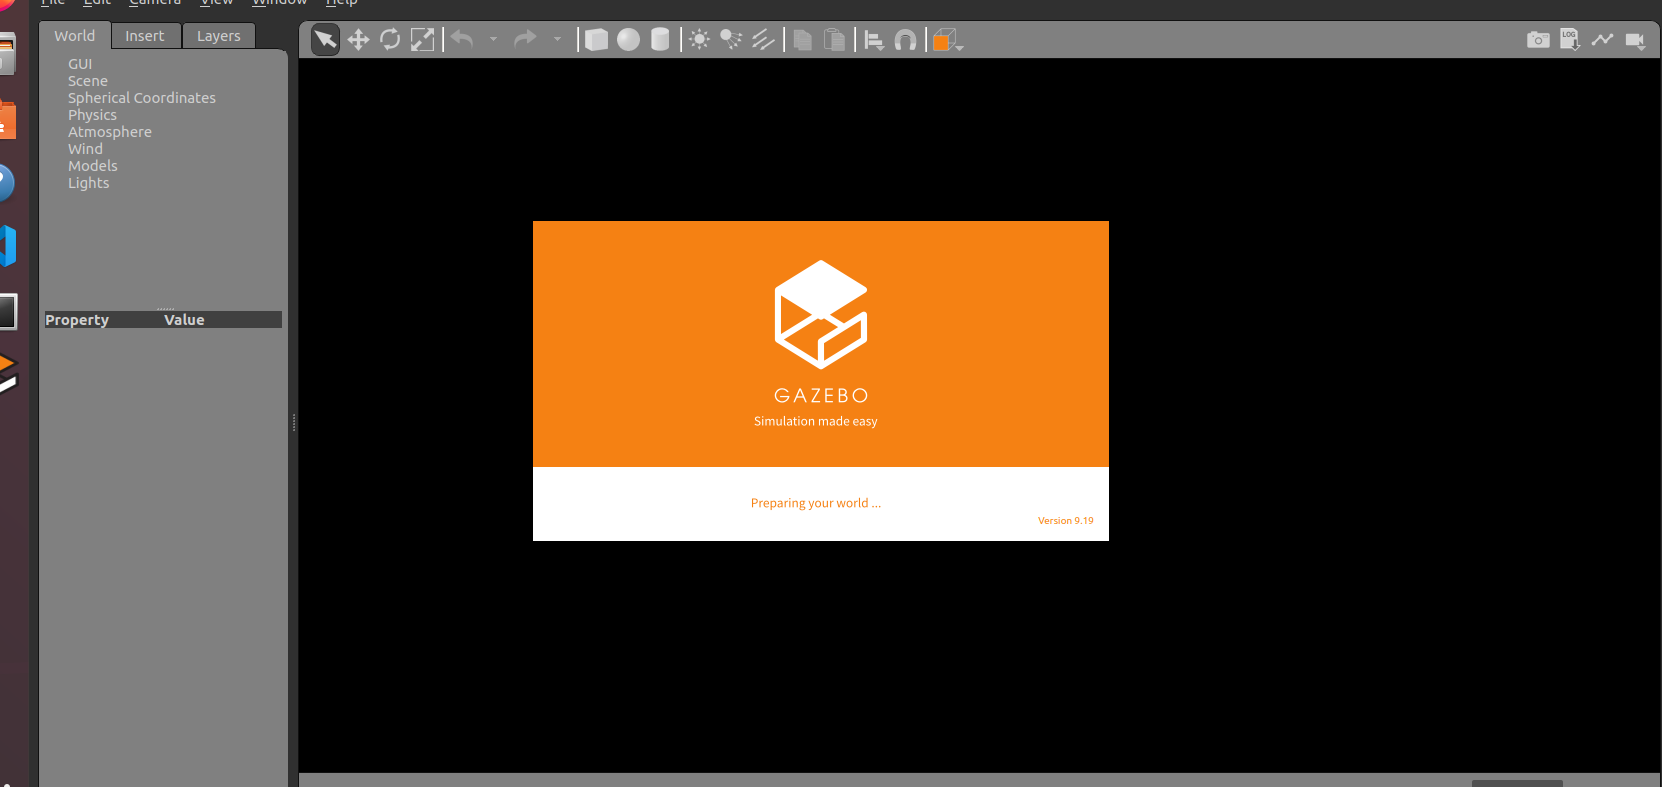 File Edit Camera View Window Help
World Insert Layers
LOG
GUI
Scene
Spherical Coordinates
Physics
Atmosphere
Wind
Models
Lights
Property Value
GAZEBO
Simulation made easy
Preparing your world ...
Version 9.19